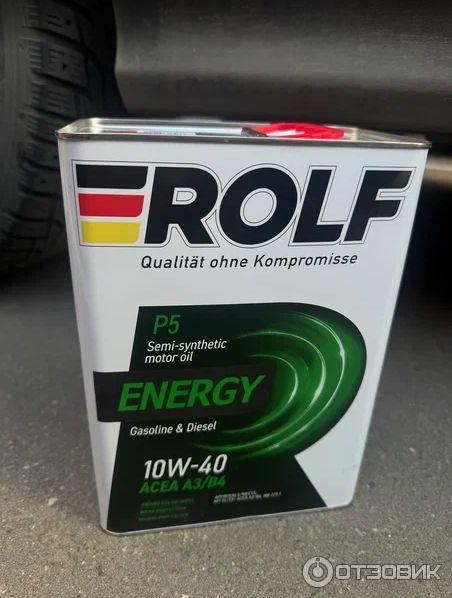 ROLF
Qualität ohne Kompromisse
P5
Semi-synthetic
motor oil
ENERGY
Gasoline & Diesel
10W-40
ACEA A3/B4
ОТЗОВИК